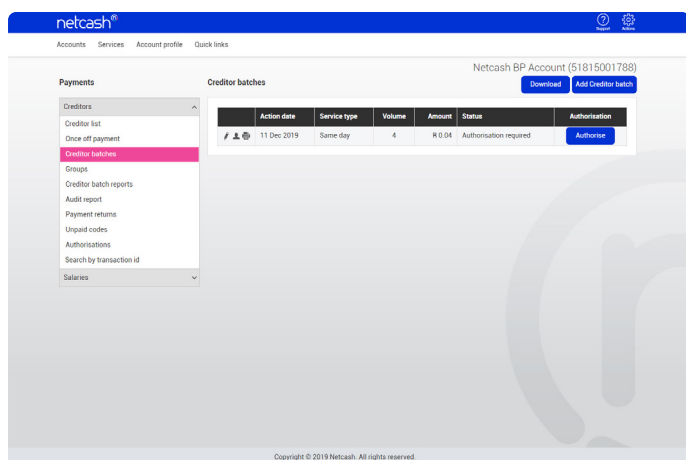 netcash®
Support
Actions
Accounts Services Account profile Quick links
Netcash BP Account (51815001788)
Payments
Creditor batches
Download
Add Creditor batch
Creditors
Creditor list
Once off payment
Creditor batches
Groups
Creditor batch reports
Audit report
Payment returns
Unpaid codes
Authorisations
Search by transaction id
Salaries
Action date Service type Volume Amount Status Authorisation
11 Dec 2019 Same day 4 R 0.04 Authorisation required Authorise
Copyright © 2019 Netcash. All rights reserved.